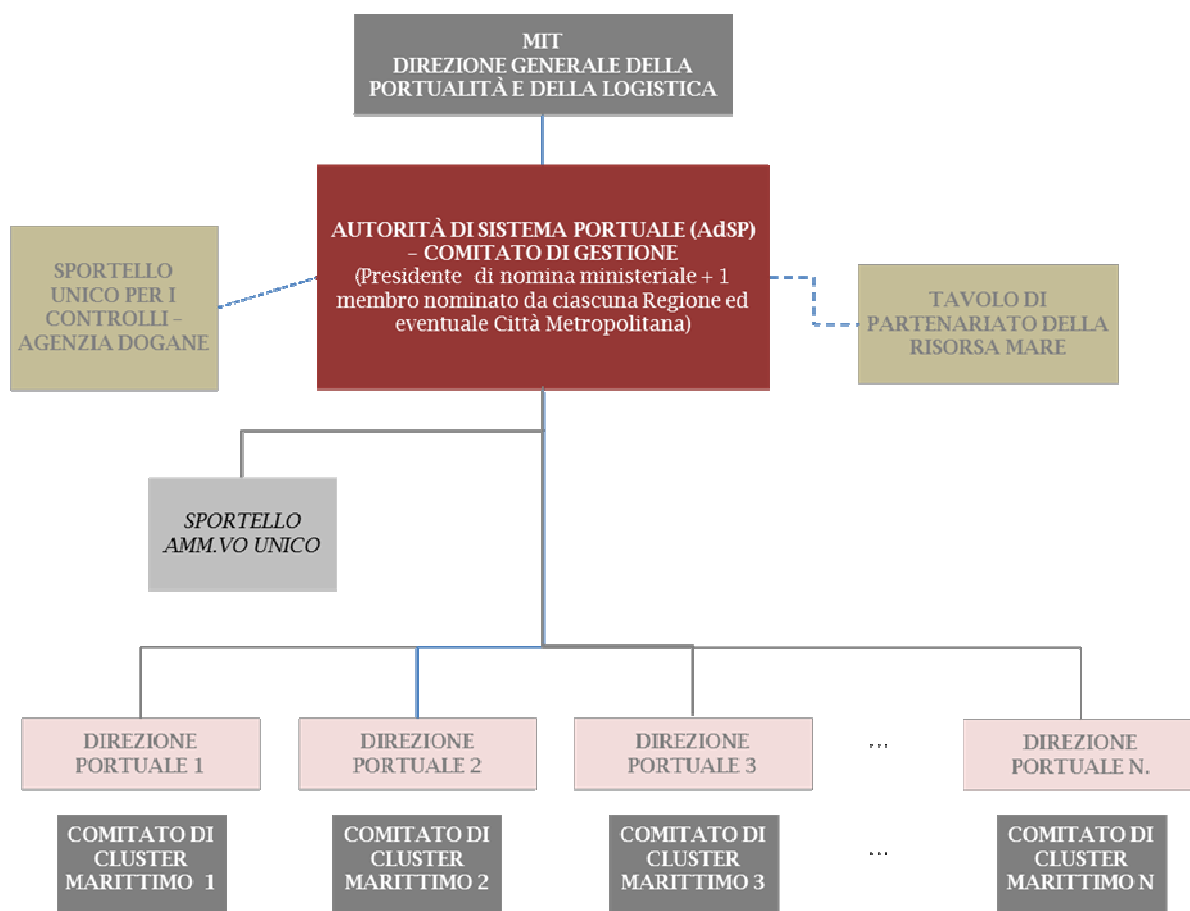 MIT
DIREZIONE GENERALE DELLA
PORTUALITÀ E DELLA LOGISTICA
AUTORITÀ DI SISTEMA PORTUALE (AdSP)
– COMITATO DI GESTIONE
(Presidente di nomina ministeriale + 1
membro nominato da ciascuna Regione ed
eventuale Città Metropolitana)
SPORTELLO
UNICO PER I
CONTROLLI –
AGENZIA DOGANE
TAVOLO DI
PARTENARIATO DELLA
RISORSA MARE
SPORTELLO
AMM.VO UNICO
DIREZIONE
PORTUALE 1
DIREZIONE
PORTUALE 2
DIREZIONE
PORTUALE 3
...
DIREZIONE
PORTUALE N.
COMITATO DI
CLUSTER
MARITTIMO 1
COMITATO DI
CLUSTER
MARITTIMO 2
COMITATO DI
CLUSTER
MARITTIMO 3
...
COMITATO DI
CLUSTER
MARITTIMO N